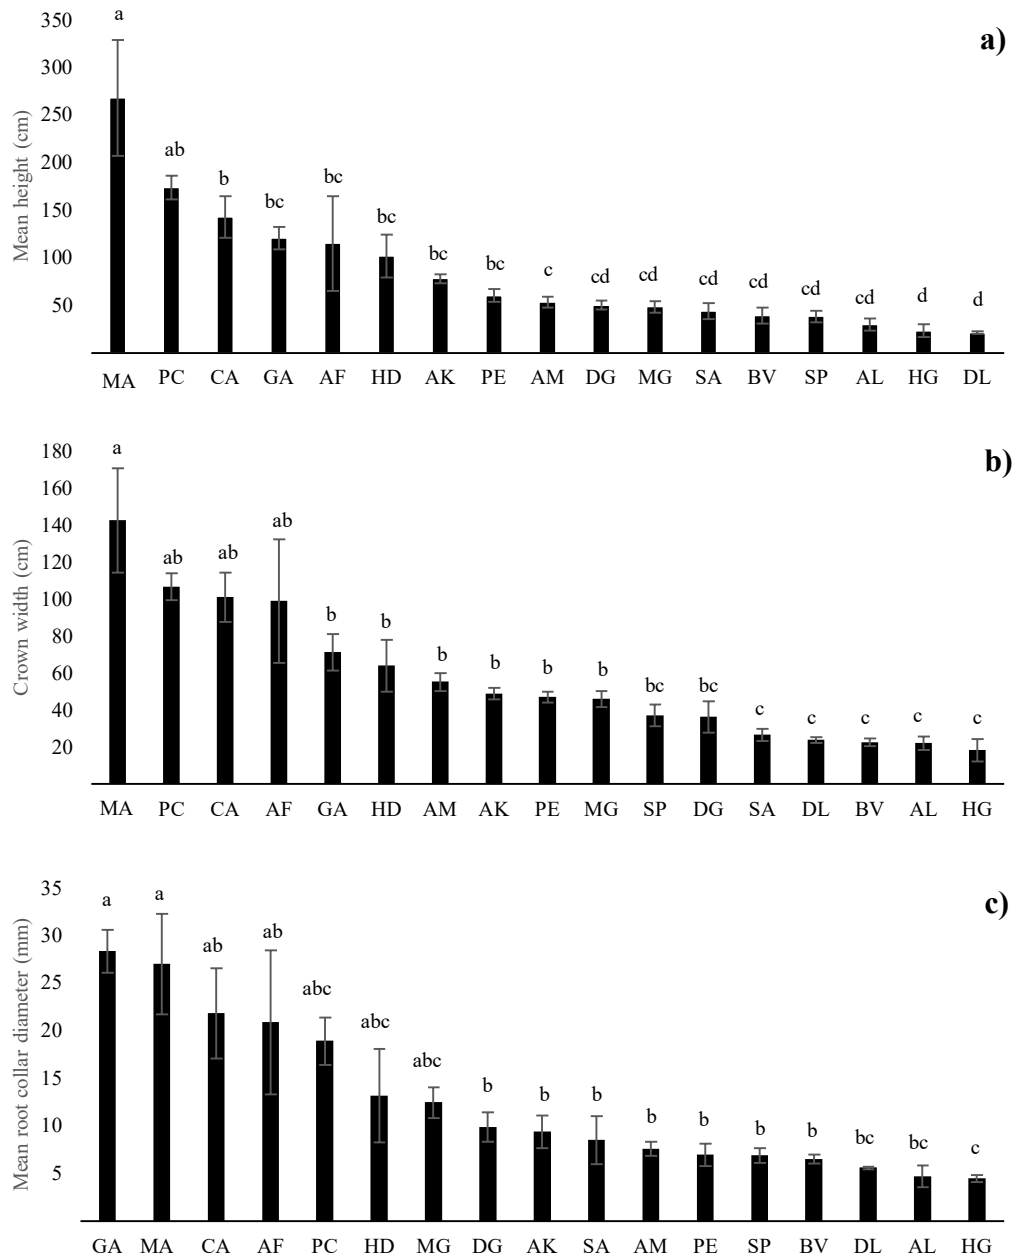 a)
Mean height (cm)
350
300
250
200
150
100
50
a ab b bc bc bc bc bc c cd cd cd cd cd cd d d
MA PC CA GA AF HD AK PE AM DG MG SA BV SP AL HG DL
b)
Crown width (cm)
180
160
140
120
100
80
60
40
20
a ab ab ab b b b b b b bc bc c c c c c
MA PC CA AF GA HD AM AK PE MG SP DG SA DL BV AL HG
c)
Mean root collar diameter (mm)
35
30
25
20
15
10
5
a a ab ab abc abc abc b b b b b b b bc bc c
GA MA CA AF PC HD MG DG AK SA AM PE SP BV DL AL HG